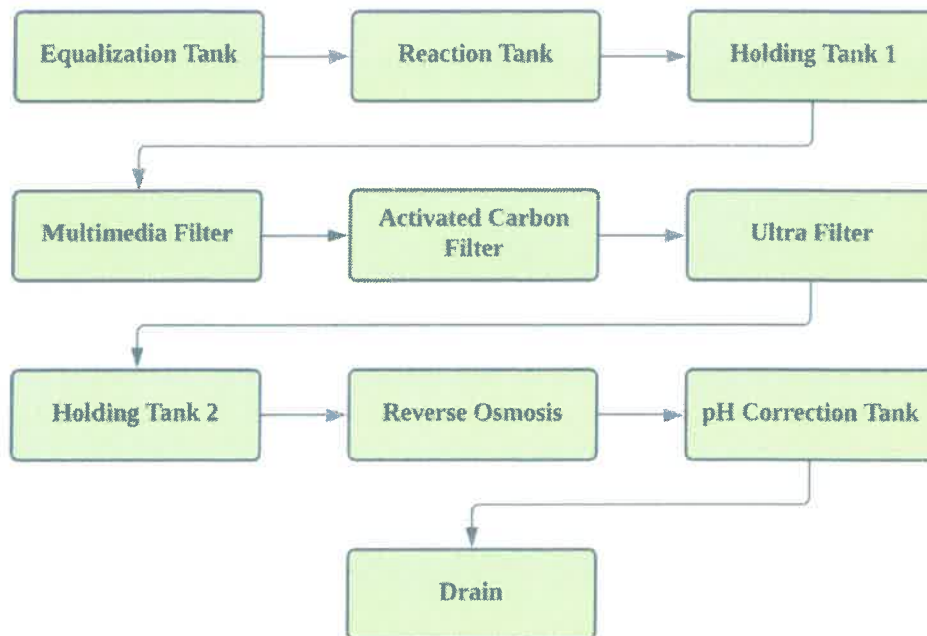 Equalization Tank
Reaction Tank
Holding Tank 1
Multimedia Filter
Activated Carbon
Filter
Ultra Filter
Holding Tank 2
Reverse Osmosis
pH Correction Tank
Drain